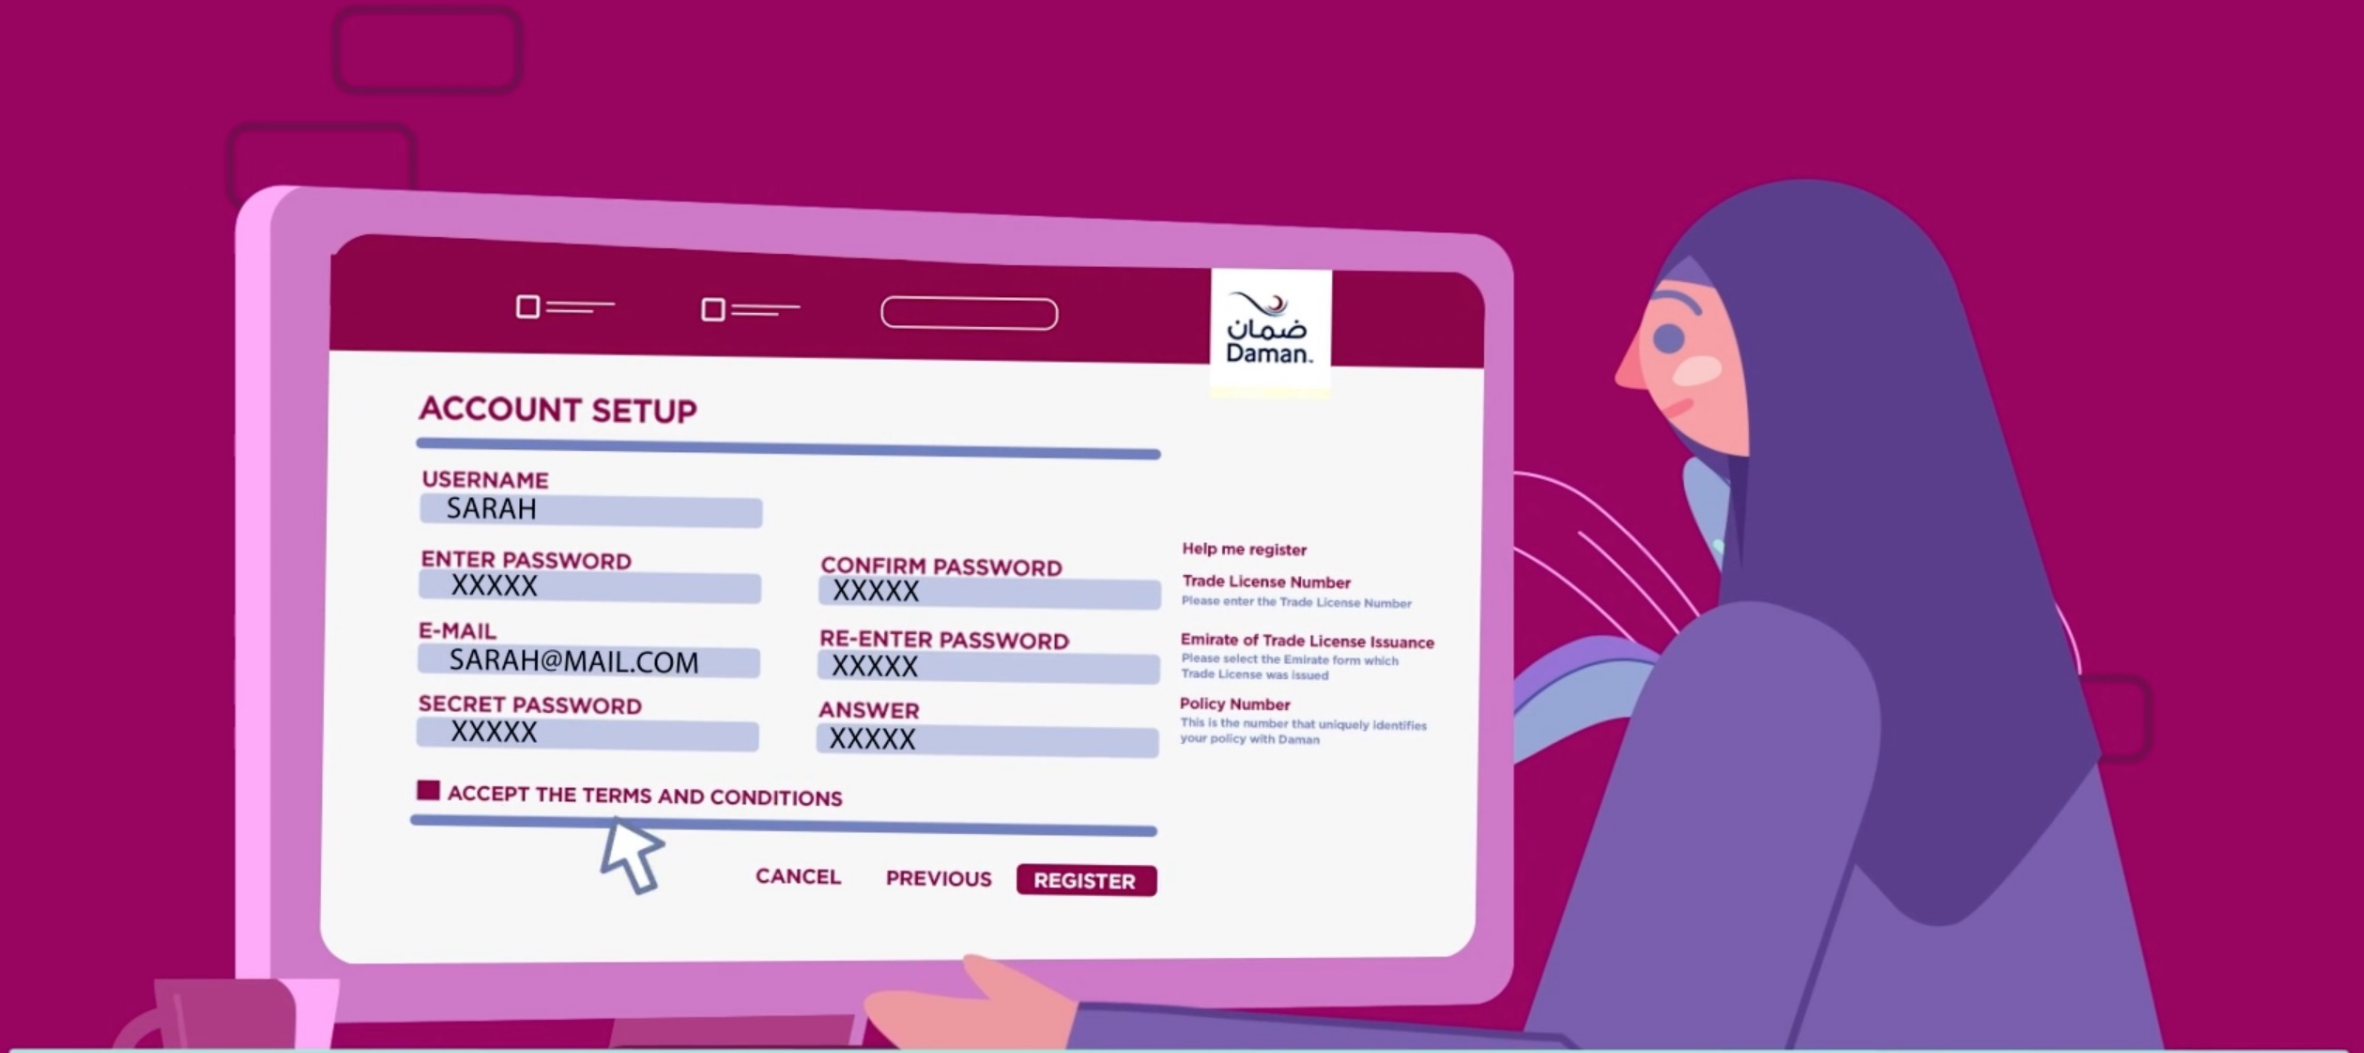 ضمان
Daman.
ACCOUNT SETUP
USERNAME
SARAH
ENTER PASSWORD
XXXXX
CONFIRM PASSWORD
XXXXX
E-MAIL
SARAH@MAIL.COM
RE-ENTER PASSWORD
XXXXX
SECRET PASSWORD
XXXXX
ANSWER
XXXXX
ACCEPT THE TERMS AND CONDITIONS
CANCEL
PREVIOUS
REGISTER
Help me register
Trade License Number
Please enter the Trade License Number
Emirate of Trade License Issuance
Please select the Emirate form which
Trade License was issued
Policy Number
This is the number that uniquely identifies
your policy with Daman